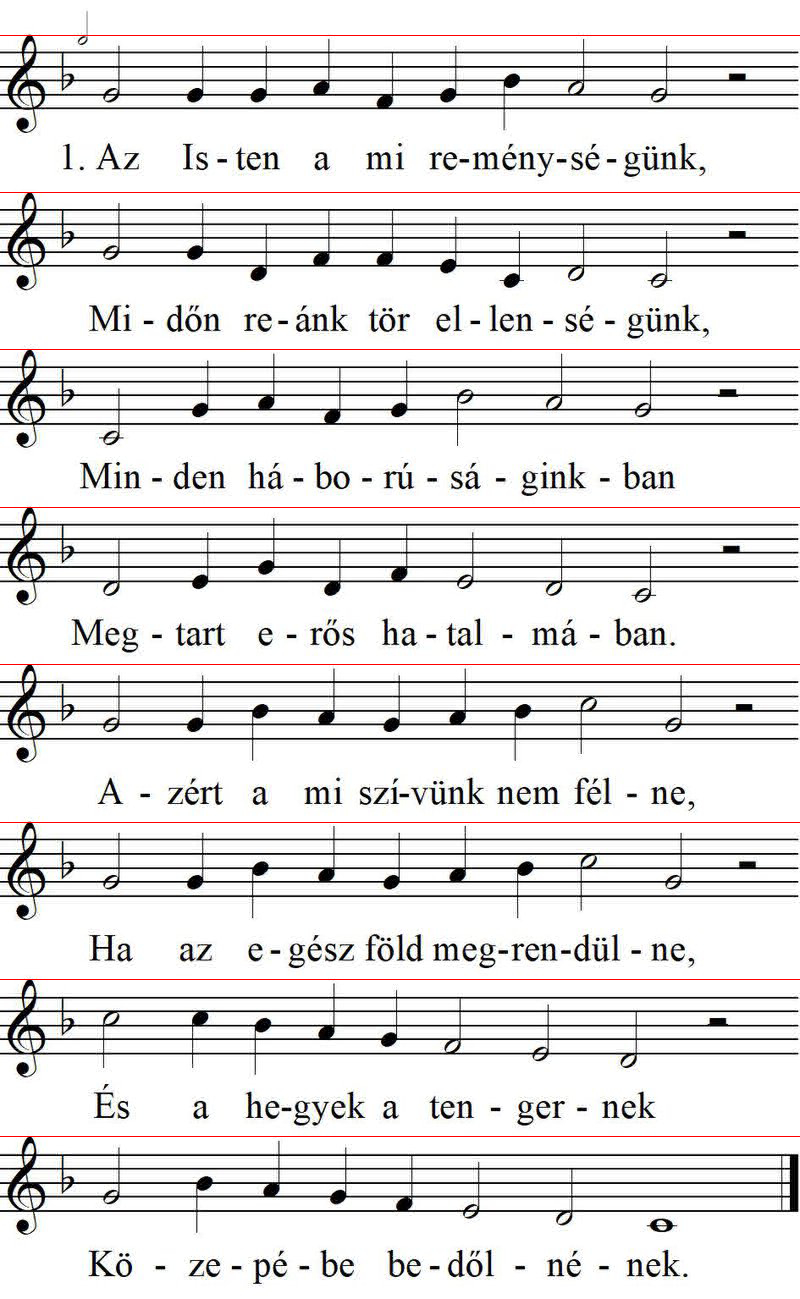 1. Az Is - ten a mi re-mény-sé - günk,
Mi - dőn re - ánk tör el - len - sé - günk,
Min - den há - bo - rú - sá - gink - ban
Meg - tart e - rős ha - tal - má - ban.
A - zért a mi szí-vünk nem fél - ne,
Ha az e - gész föld meg-ren-dül - ne,
És a he-gyek a ten - ger - nek
Kö - ze - pé - be be - dől - né - nek.